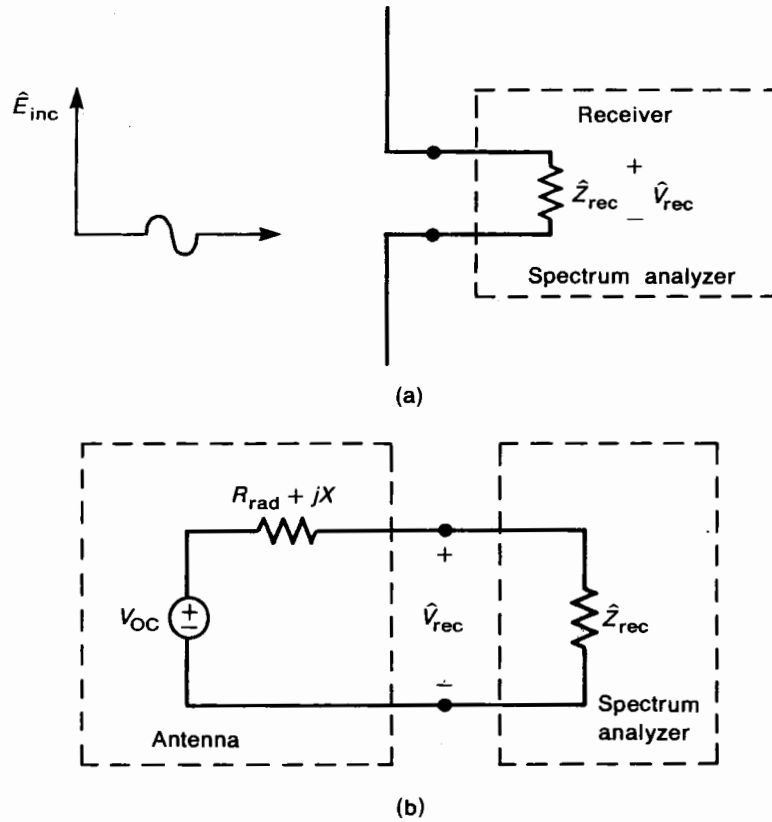 Ê_inc
Receiver
+
Ẑ_rec V̂_rec
−
Spectrum analyzer
(a)
R_rad + jX
+
V_OC + − V̂_rec Ẑ_rec
−
Antenna
Spectrum
analyzer
(b)